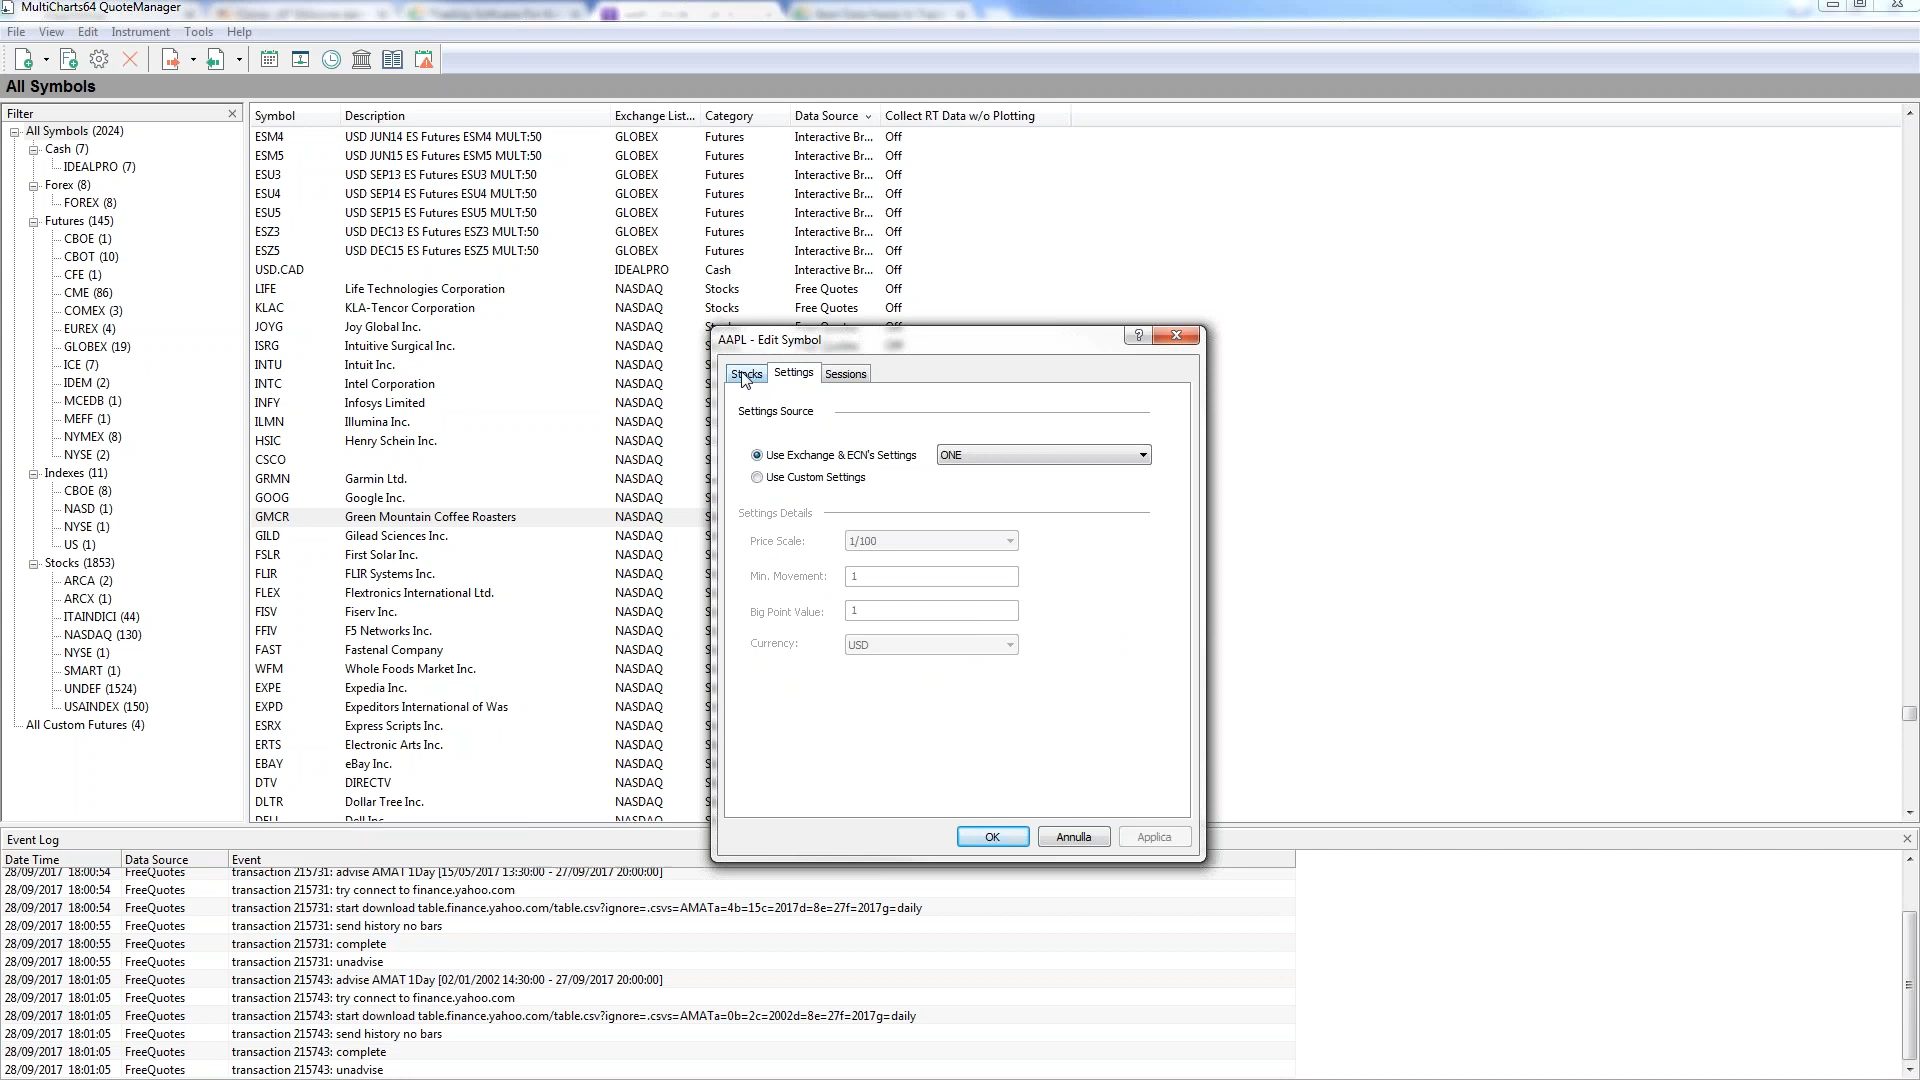 MultiCharts64 QuoteManager
File View Edit Instrument Tools Help
All Symbols
Filter
All Symbols (2024)
Cash (7)
IDEALPRO (7)
Forex (8)
FOREX (8)
Futures (145)
CBOE (1)
CBOT (10)
CFE (1)
CME (86)
COMEX (3)
EUREX (4)
GLOBEX (19)
ICE (7)
IDEM (2)
MCEDB (1)
MEFF (1)
NYMEX (8)
NYSE (2)
Indexes (11)
CBOE (8)
NASD (1)
NYSE (1)
US (1)
Stocks (1853)
ARCA (2)
ARCX (1)
ITAINDICI (44)
NASDAQ (130)
NYSE (1)
SMART (1)
UNDEF (1524)
USAINDEX (150)
All Custom Futures (4)
Symbol Description Exchange List... Category Data Source Collect RT Data w/o Plotting
ESM4 USD JUN14 ES Futures ESM4 MULT:50 GLOBEX Futures Interactive Br... Off
ESM5 USD JUN15 ES Futures ESM5 MULT:50 GLOBEX Futures Interactive Br... Off
ESU3 USD SEP13 ES Futures ESU3 MULT:50 GLOBEX Futures Interactive Br... Off
ESU4 USD SEP14 ES Futures ESU4 MULT:50 GLOBEX Futures Interactive Br... Off
ESU5 USD SEP15 ES Futures ESU5 MULT:50 GLOBEX Futures Interactive Br... Off
ESZ3 USD DEC13 ES Futures ESZ3 MULT:50 GLOBEX Futures Interactive Br... Off
ESZ5 USD DEC15 ES Futures ESZ5 MULT:50 GLOBEX Futures Interactive Br... Off
USD.CAD IDEALPRO Cash Interactive Br... Off
LIFE Life Technologies Corporation NASDAQ Stocks Free Quotes Off
KLAC KLA-Tencor Corporation NASDAQ Stocks Free Quotes Off
JOYG Joy Global Inc. NASDAQ
ISRG Intuitive Surgical Inc. NASDAQ
INTU Intuit Inc. NASDAQ
INTC Intel Corporation NASDAQ
INFY Infosys Limited NASDAQ
ILMN Illumina Inc. NASDAQ
HSIC Henry Schein Inc. NASDAQ
CSCO NASDAQ
GRMN Garmin Ltd. NASDAQ
GOOG Google Inc. NASDAQ
GMCR Green Mountain Coffee Roasters NASDAQ
GILD Gilead Sciences Inc. NASDAQ
FSLR First Solar Inc. NASDAQ
FLIR FLIR Systems Inc. NASDAQ
FLEX Flextronics International Ltd. NASDAQ
FISV Fiserv Inc. NASDAQ
FFIV F5 Networks Inc. NASDAQ
FAST Fastenal Company NASDAQ
WFM Whole Foods Market Inc. NASDAQ
EXPE Expedia Inc. NASDAQ
EXPD Expeditors International of Was NASDAQ
ESRX Express Scripts Inc. NASDAQ
ERTS Electronic Arts Inc. NASDAQ
EBAY eBay Inc. NASDAQ
DTV DIRECTV NASDAQ
DLTR Dollar Tree Inc. NASDAQ
AAPL - Edit Symbol
Stocks Settings Sessions
Settings Source
Use Exchange & ECN's Settings ONE
Use Custom Settings
Settings Details
Price Scale: 1/100
Min. Movement: 1
Big Point Value: 1
Currency: USD
OK Annulla Applica
Event Log
Date Time Data Source Event
28/09/2017 18:00:54 FreeQuotes transaction 215731: advise AMAT 1Day [15/05/2017 13:30:00 - 27/09/2017 20:00:00]
28/09/2017 18:00:54 FreeQuotes transaction 215731: try connect to finance.yahoo.com
28/09/2017 18:00:54 FreeQuotes transaction 215731: start download table.finance.yahoo.com/table.csv?ignore=.csvs=AMATa=4b=15c=2017d=8e=27f=2017g=daily
28/09/2017 18:00:55 FreeQuotes transaction 215731: send history no bars
28/09/2017 18:00:55 FreeQuotes transaction 215731: complete
28/09/2017 18:00:55 FreeQuotes transaction 215731: unadvise
28/09/2017 18:01:05 FreeQuotes transaction 215743: advise AMAT 1Day [02/01/2002 14:30:00 - 27/09/2017 20:00:00]
28/09/2017 18:01:05 FreeQuotes transaction 215743: try connect to finance.yahoo.com
28/09/2017 18:01:05 FreeQuotes transaction 215743: start download table.finance.yahoo.com/table.csv?ignore=.csvs=AMATa=0b=2c=2002d=8e=27f=2017g=daily
28/09/2017 18:01:05 FreeQuotes transaction 215743: send history no bars
28/09/2017 18:01:05 FreeQuotes transaction 215743: complete
28/09/2017 18:01:05 FreeQuotes transaction 215743: unadvise